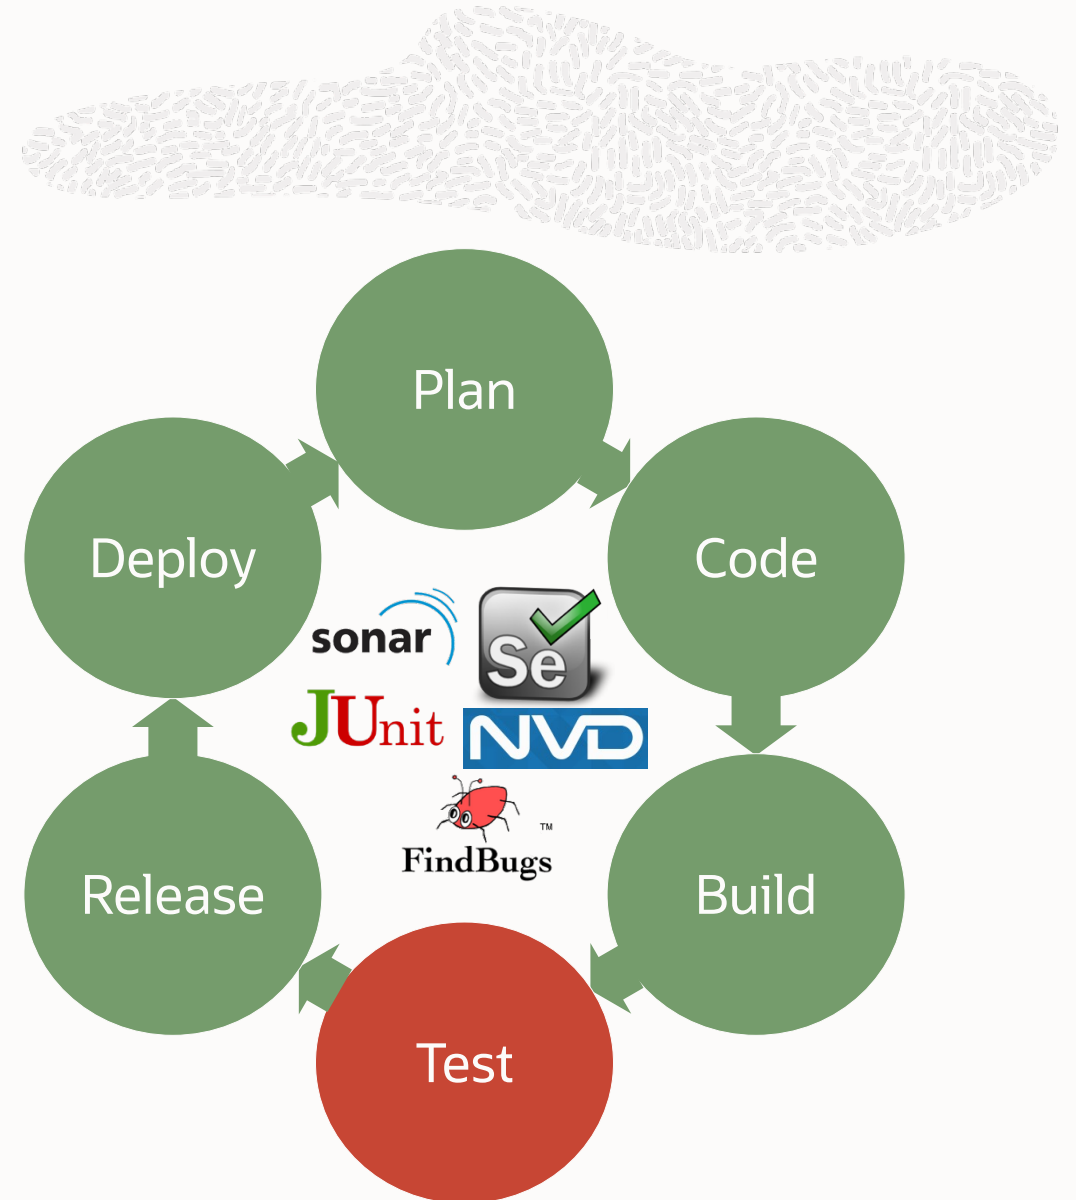 Plan
Deploy
Code
sonar
Se
JUnit
NVD
TM
FindBugs
Release
Build
Test